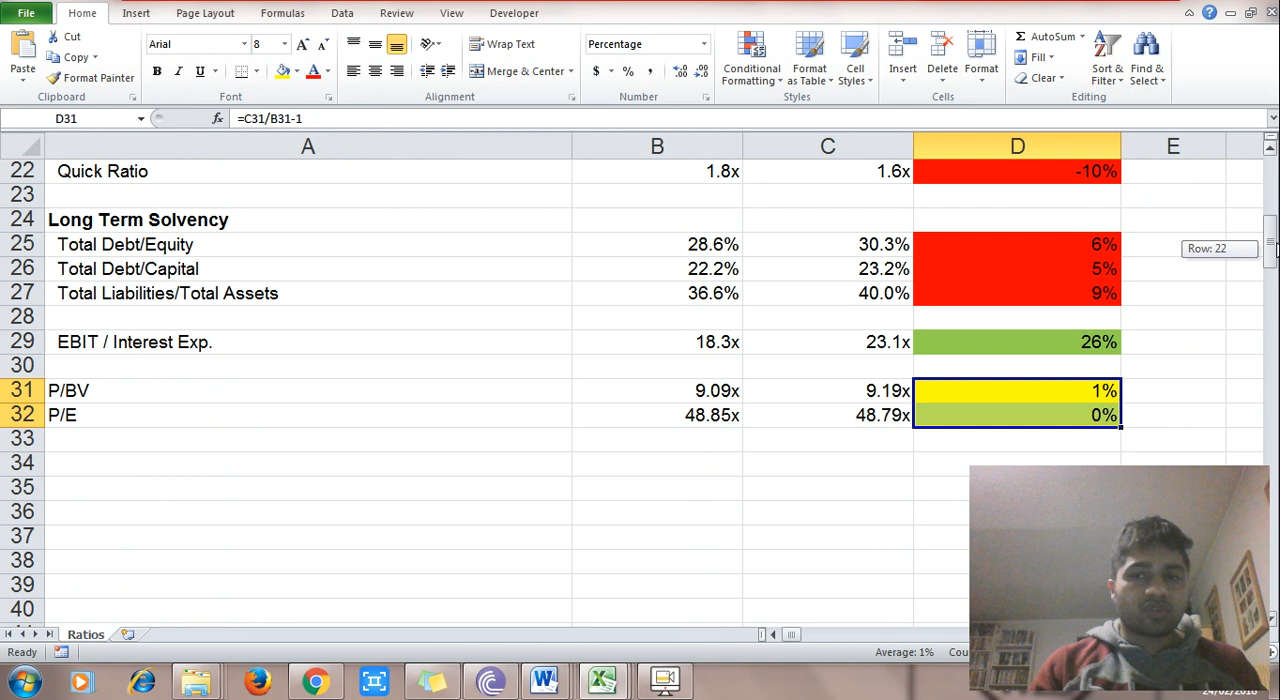 File Home Insert Page Layout Formulas Data Review View Developer
Paste
Cut
Copy
Format Painter
Clipboard
Arial 8 A A
B I U A
Font
Wrap Text
Merge & Center
Alignment
Percentage
$ % , .00
Number
Conditional Formatting
Format as Table
Cell Styles
Styles
Insert Delete Format
Cells
Σ AutoSum
Fill
Clear
Sort & Filter
Find & Select
Editing
D31 fx =C31/B31-1
A B C D E
22 Quick Ratio 1.8x 1.6x -10%
23
24 Long Term Solvency
25 Total Debt/Equity 28.6% 30.3% 6%
26 Total Debt/Capital 22.2% 23.2% 5%
27 Total Liabilities/Total Assets 36.6% 40.0% 9%
28
29 EBIT / Interest Exp. 18.3x 23.1x 26%
30
31 P/BV 9.09x 9.19x 1%
32 P/E 48.85x 48.79x 0%
33
34
35
36
37
38
39
40
Row: 22
Ratios
Ready Average: 1% Cou
24/02/2018